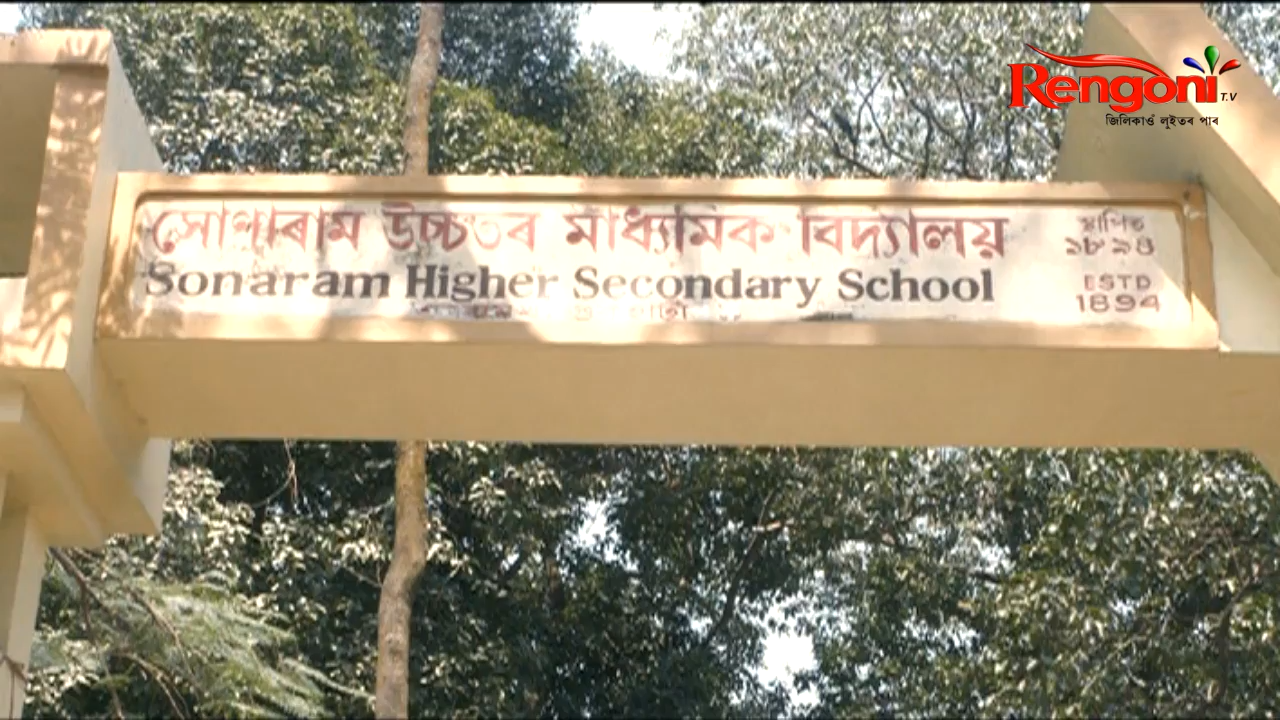 Rengoni T.V
জিলিকাওঁ লুইতৰ পাৰ
সোণাৰাম উচ্চতৰ মাধ্যমিক বিদ্যালয়
Sonaram Higher Secondary School
স্থাপিত
১৮৯৪
ESTD
1894